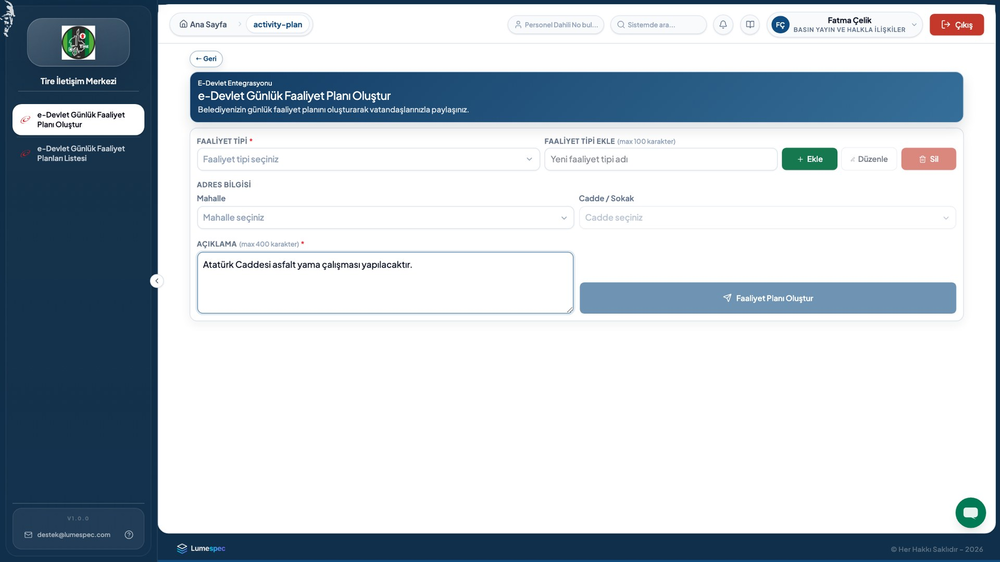 Tire İletişim Merkezi
e-Devlet Günlük Faaliyet
Planı Oluştur
e-Devlet Günlük Faaliyet
Planları Listesi
V1.0.0
destek@lumespec.com
Ana Sayfa
activity-plan
Personel Dahili No bul...
Sistemde ara...
FÇ
Fatma Çelik
BASIN YAYIN VE HALKLA İLİŞKİLER
Çıkış
← Geri
E-Devlet Entegrasyonu
e-Devlet Günlük Faaliyet Planı Oluştur
Belediyenizin günlük faaliyet planını oluşturarak vatandaşlarınızla paylaşınız.
FAALİYET TİPİ *
FAALİYET TİPİ EKLE (max 100 karakter)
Faaliyet tipi seçiniz
Yeni faaliyet tipi adı
+ Ekle
Düzenle
Sil
ADRES BİLGİSİ
Mahalle
Cadde / Sokak
Mahalle seçiniz
Cadde seçiniz
AÇIKLAMA (max 400 karakter) *
Atatürk Caddesi asfalt yama çalışması yapılacaktır.
Faaliyet Planı Oluştur
Lumespec
© Her Hakkı Saklıdır – 2026